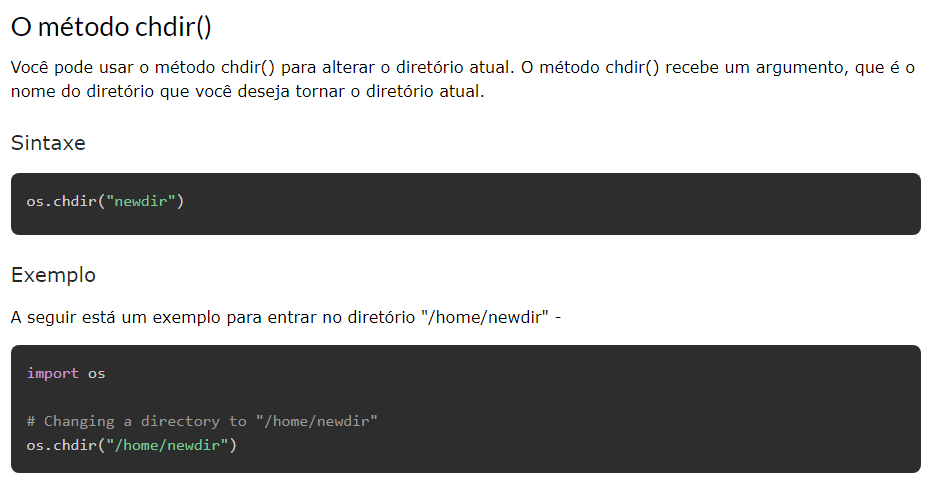 O método chdir()
Você pode usar o método chdir() para alterar o diretório atual. O método chdir() recebe um argumento, que é o
nome do diretório que você deseja tornar o diretório atual.
Sintaxe
os.chdir("newdir")
Exemplo
A seguir está um exemplo para entrar no diretório "/home/newdir" -
import os
# Changing a directory to "/home/newdir"
os.chdir("/home/newdir")